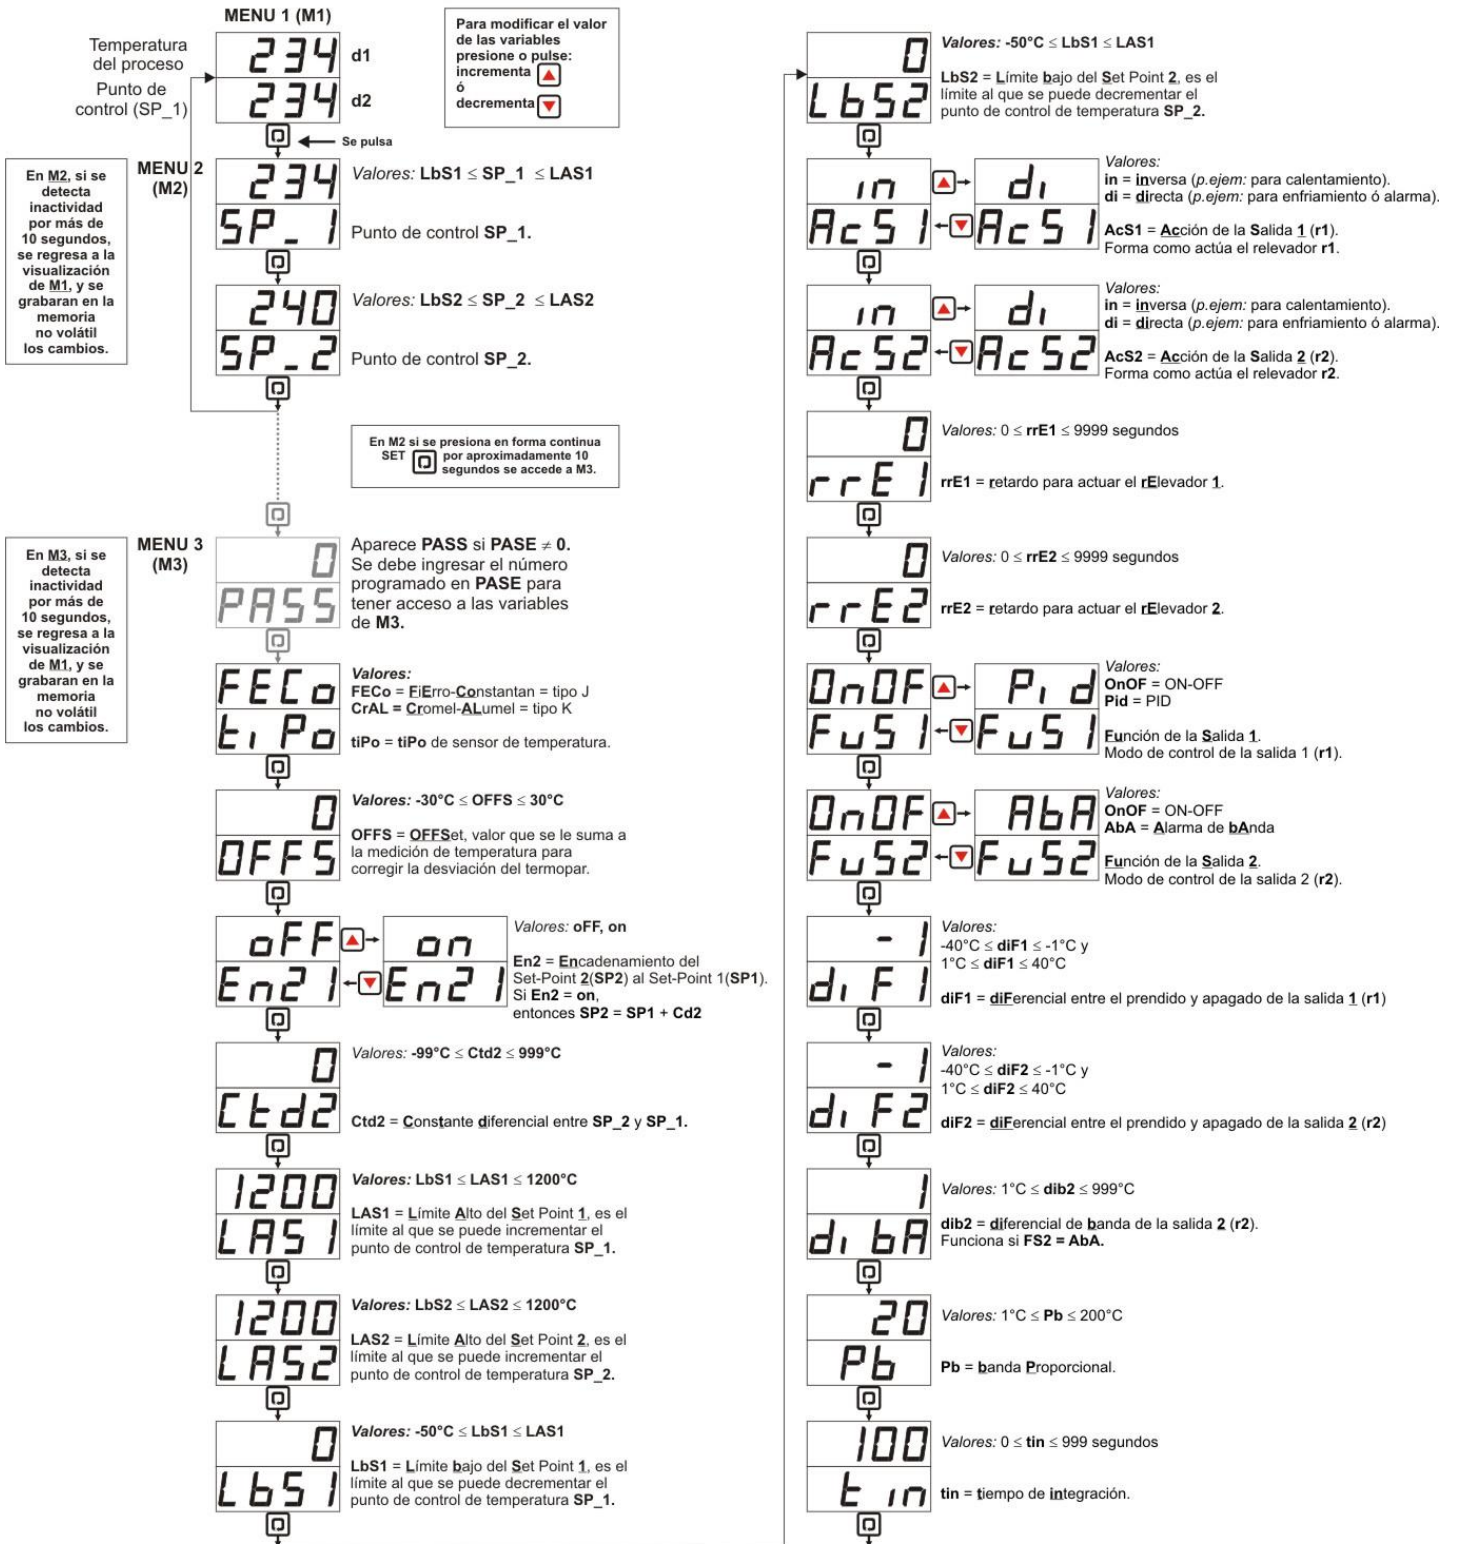 MENU 1 (M1)
Temperatura
del proceso
Punto de
control (SP_1)
234
d1
234
d2
Para modificar el valor
de las variables
presione o pulse:
incrementa
ó
decrementa
Se pulsa
En M2, si se
detecta
inactividad
por más de
10 segundos,
se regresa a la
visualización
de M1, y se
grabaran en la
memoria
no volátil
los cambios.
MENU 2
(M2)
234
SP_1
Valores: LbS1 ≤ SP_1 ≤ LAS1
Punto de control SP_1.
240
SP_2
Valores: LbS2 ≤ SP_2 ≤ LAS2
Punto de control SP_2.
En M2 si se presiona en forma continua
SET por aproximadamente 10
segundos se accede a M3.
En M3, si se
detecta
inactividad
por más de
10 segundos,
se regresa a la
visualización
de M1, y se
grabaran en la
memoria
no volátil
los cambios.
MENU 3
(M3)
0
PASS
Aparece PASS si PASE ≠ 0.
Se debe ingresar el número
programado en PASE para
tener acceso a las variables
de M3.
FECo
tiPo
Valores:
FECo = FiErro-Constantan = tipo J
CrAL = Cromel-ALumel = tipo K
tiPo = tiPo de sensor de temperatura.
0
OFFS
Valores: -30°C ≤ OFFS ≤ 30°C
OFFS = OFFSet, valor que se le suma a
la medición de temperatura para
corregir la desviación del termopar.
oFF on
En21 En21
Valores: oFF, on
En2 = Encadenamiento del
Set-Point 2(SP2) al Set-Point 1(SP1).
Si En2 = on,
entonces SP2 = SP1 + Cd2
0
Ctd2
Valores: -99°C ≤ Ctd2 ≤ 999°C
Ctd2 = Constante diferencial entre SP_2 y SP_1.
1200
LAS1
Valores: LbS1 ≤ LAS1 ≤ 1200°C
LAS1 = Límite Alto del Set Point 1, es el
límite al que se puede incrementar el
punto de control de temperatura SP_1.
1200
LAS2
Valores: LbS2 ≤ LAS2 ≤ 1200°C
LAS2 = Límite Alto del Set Point 2, es el
límite al que se puede incrementar el
punto de control de temperatura SP_2.
0
LbS1
Valores: -50°C ≤ LbS1 ≤ LAS1
LbS1 = Límite bajo del Set Point 1, es el
límite al que se puede decrementar el
punto de control de temperatura SP_1.
0
LbS2
Valores: -50°C ≤ LbS1 ≤ LAS1
LbS2 = Límite bajo del Set Point 2, es el
límite al que se puede decrementar el
punto de control de temperatura SP_2.
in di
AcS1 AcS1
Valores:
in = inversa (p.ejem: para calentamiento).
di = directa (p.ejem: para enfriamiento ó alarma).
AcS1 = Acción de la Salida 1 (r1).
Forma como actúa el relevador r1.
in di
AcS2 AcS2
Valores:
in = inversa (p.ejem: para calentamiento).
di = directa (p.ejem: para enfriamiento ó alarma).
AcS2 = Acción de la Salida 2 (r2).
Forma como actúa el relevador r2.
0
rrE1
Valores: 0 ≤ rrE1 ≤ 9999 segundos
rrE1 = retardo para actuar el rElevador 1.
0
rrE2
Valores: 0 ≤ rrE2 ≤ 9999 segundos
rrE2 = retardo para actuar el rElevador 2.
OnOF Pid
FuS1 FuS1
Valores:
OnOF = ON-OFF
Pid = PID
Función de la Salida 1.
Modo de control de la salida 1 (r1).
OnOF AbA
FuS2 FuS2
Valores:
OnOF = ON-OFF
AbA = Alarma de bAnda
Función de la Salida 2.
Modo de control de la salida 2 (r2).
-1
diF1
Valores:
-40°C ≤ diF1 ≤ -1°C y
1°C ≤ diF1 ≤ 40°C
diF1 = diFerencial entre el prendido y apagado de la salida 1 (r1)
-1
diF2
Valores:
-40°C ≤ diF2 ≤ -1°C y
1°C ≤ diF2 ≤ 40°C
diF2 = diFerencial entre el prendido y apagado de la salida 2 (r2)
1
dibA
Valores: 1°C ≤ dib2 ≤ 999°C
dib2 = diferencial de banda de la salida 2 (r2).
Funciona si FS2 = AbA.
20
Pb
Valores: 1°C ≤ Pb ≤ 200°C
Pb = banda Proporcional.
100
tin
Valores: 0 ≤ tin ≤ 999 segundos
tin = tiempo de integración.